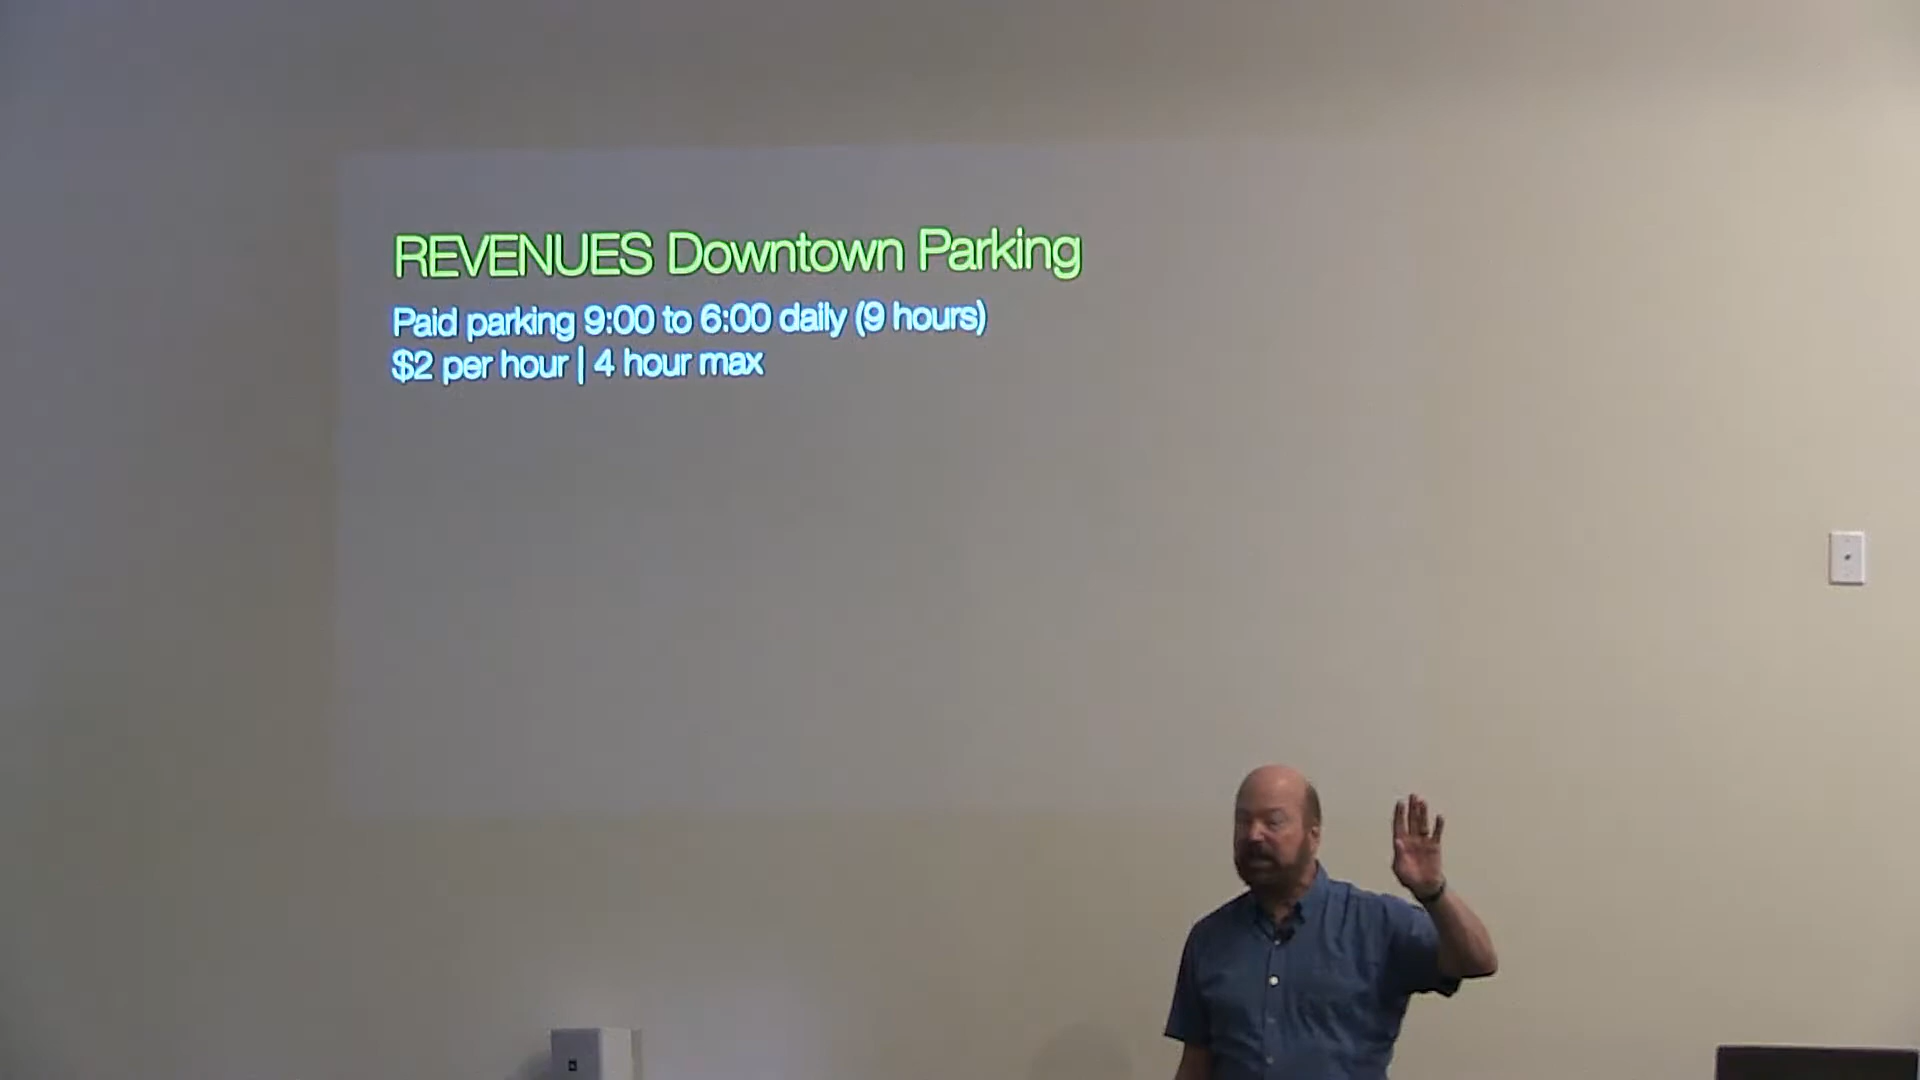 REVENUES Downtown Parking
Paid parking 9:00 to 6:00 daily (9 hours)
$2 per hour | 4 hour max